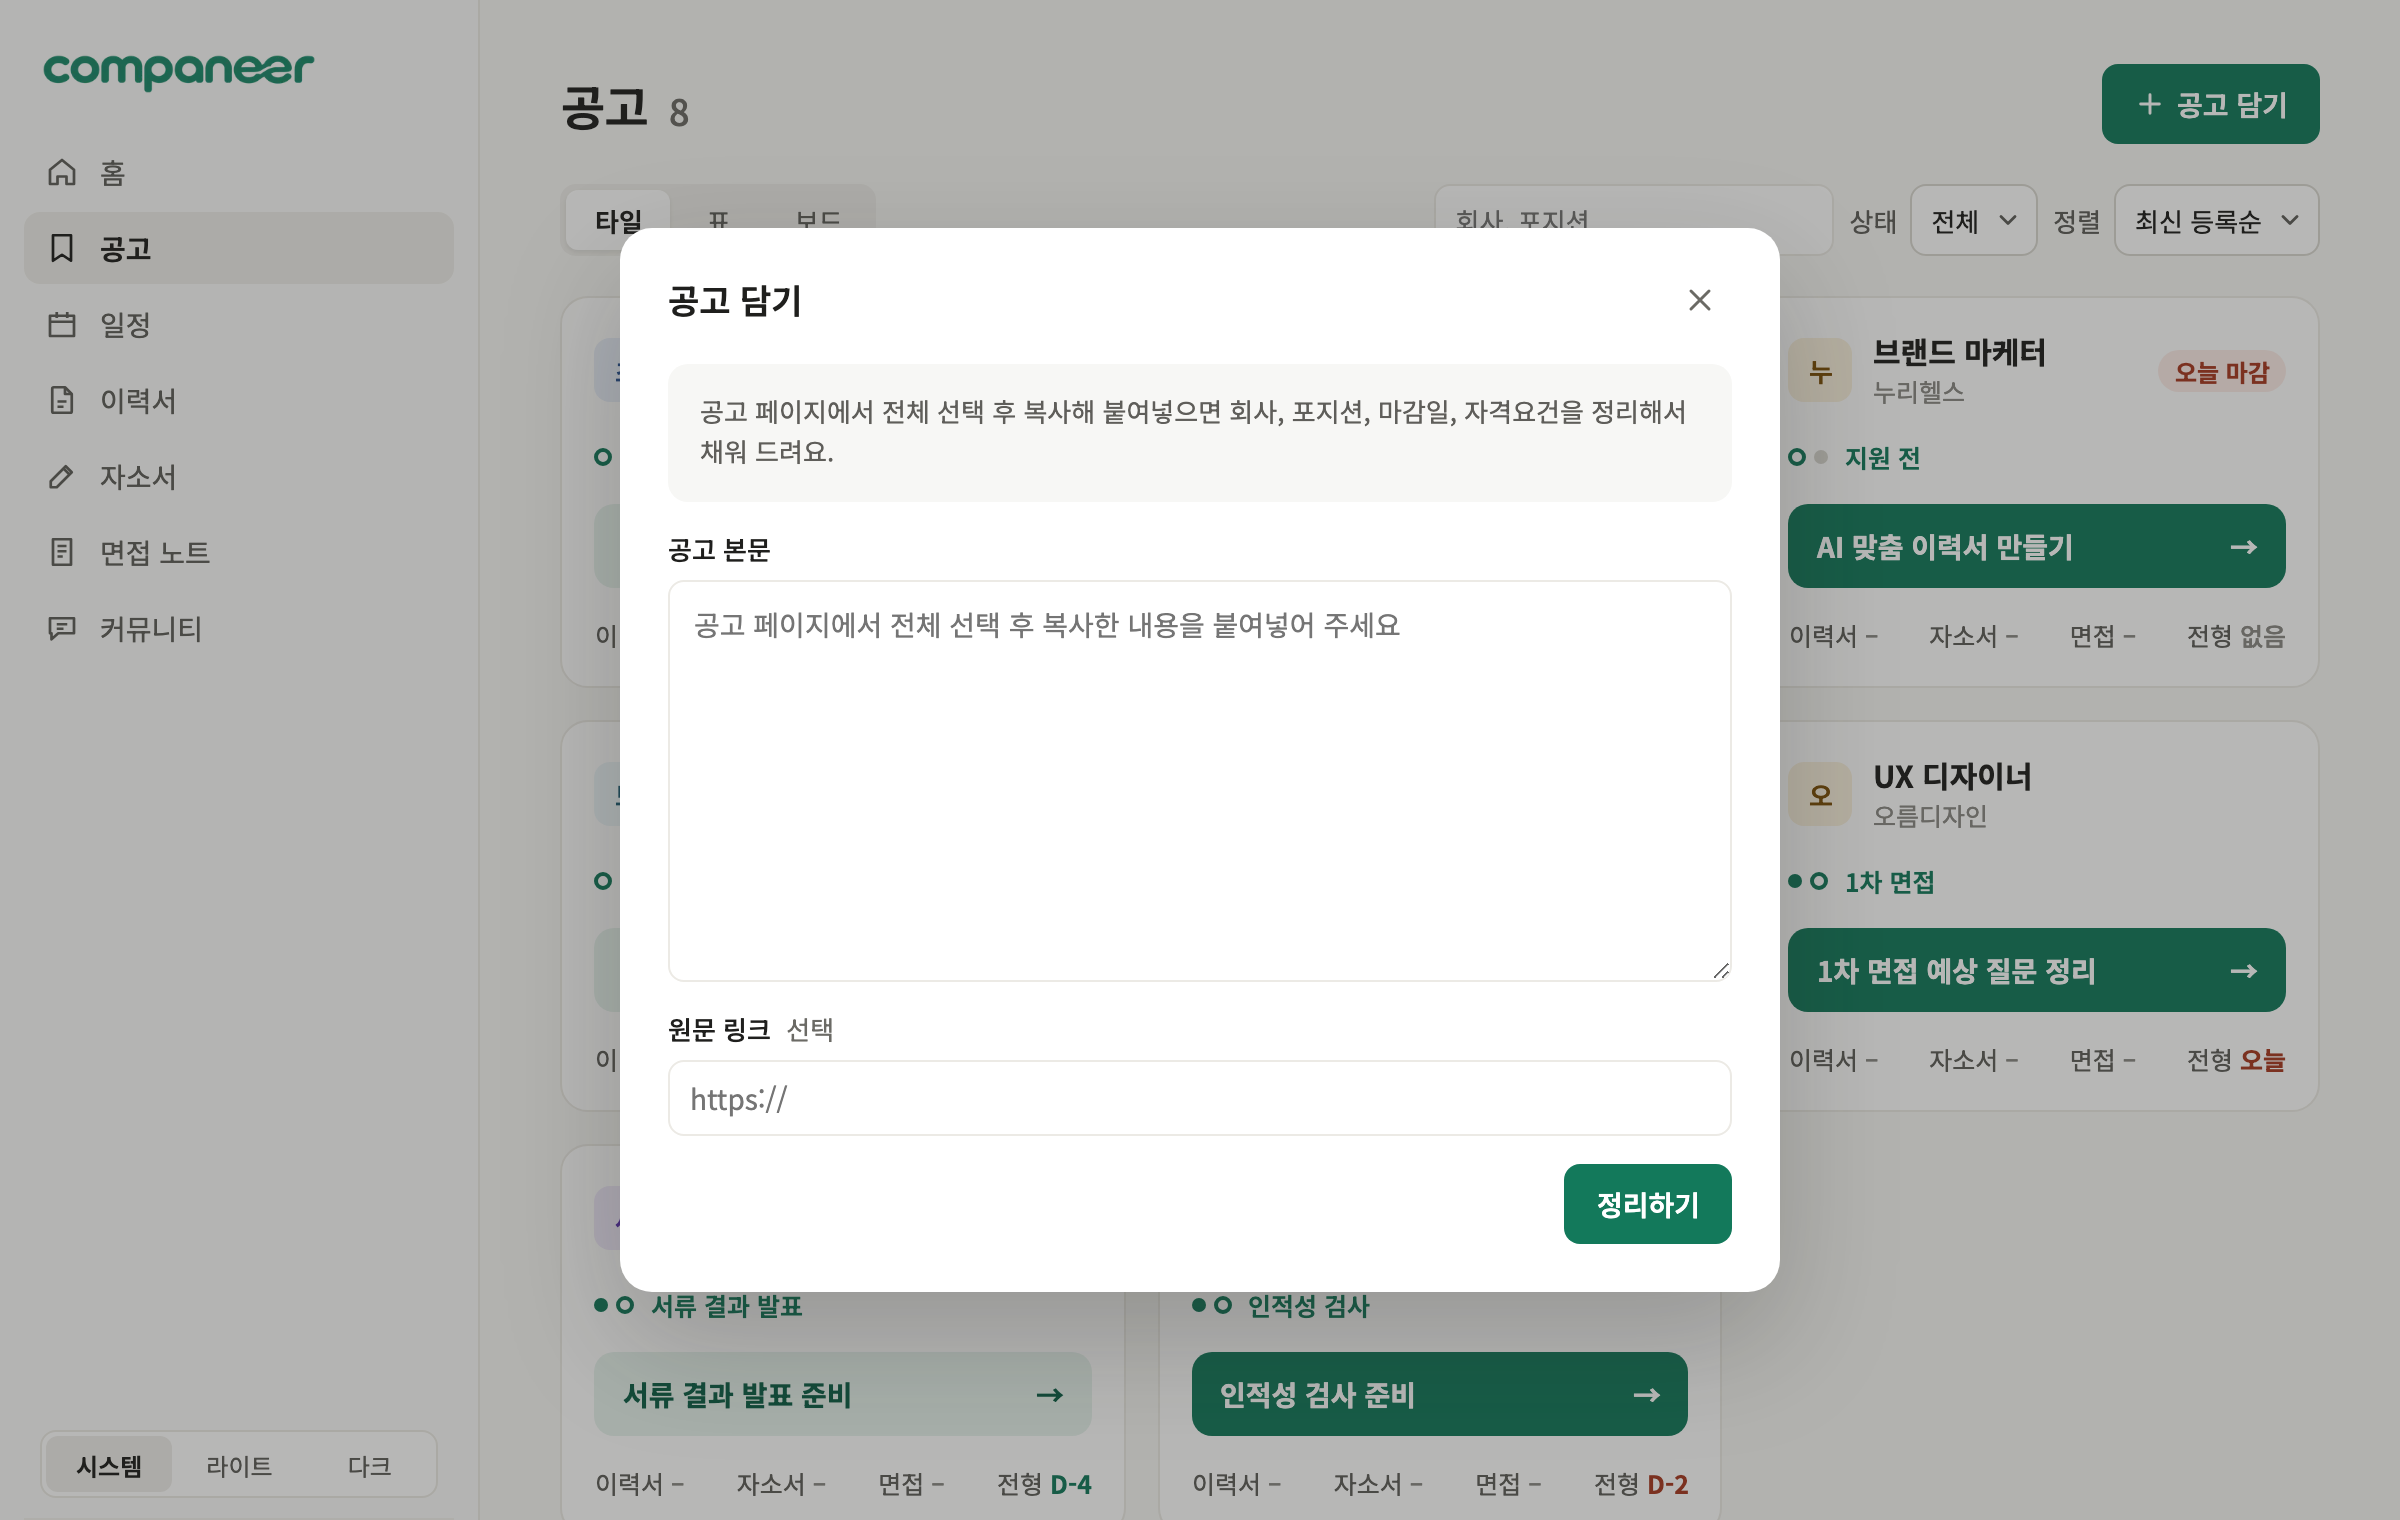 companeer
홈
공고
일정
이력서
자소서
면접 노트
커뮤니티
시스템 라이트 다크
공고 8
+ 공고 담기
타일 표 보드
회사 포지션
상태 전체 정렬 최신 등록순
공고 담기
공고 페이지에서 전체 선택 후 복사해 붙여넣으면 회사, 포지션, 마감일, 자격요건을 정리해서
채워 드려요.
공고 본문
공고 페이지에서 전체 선택 후 복사한 내용을 붙여넣어 주세요
원문 링크 선택
https://
정리하기
누
브랜드 마케터
누리헬스
오늘 마감
지원 전
AI 맞춤 이력서 만들기 →
이력서 – 자소서 – 면접 – 전형 없음
오
UX 디자이너
오름디자인
1차 면접
1차 면접 예상 질문 정리 →
이력서 – 자소서 – 면접 – 전형 오늘
서류 결과 발표
서류 결과 발표 준비 →
이력서 – 자소서 – 면접 – 전형 D-4
인적성 검사
인적성 검사 준비 →
이력서 – 자소서 – 면접 – 전형 D-2